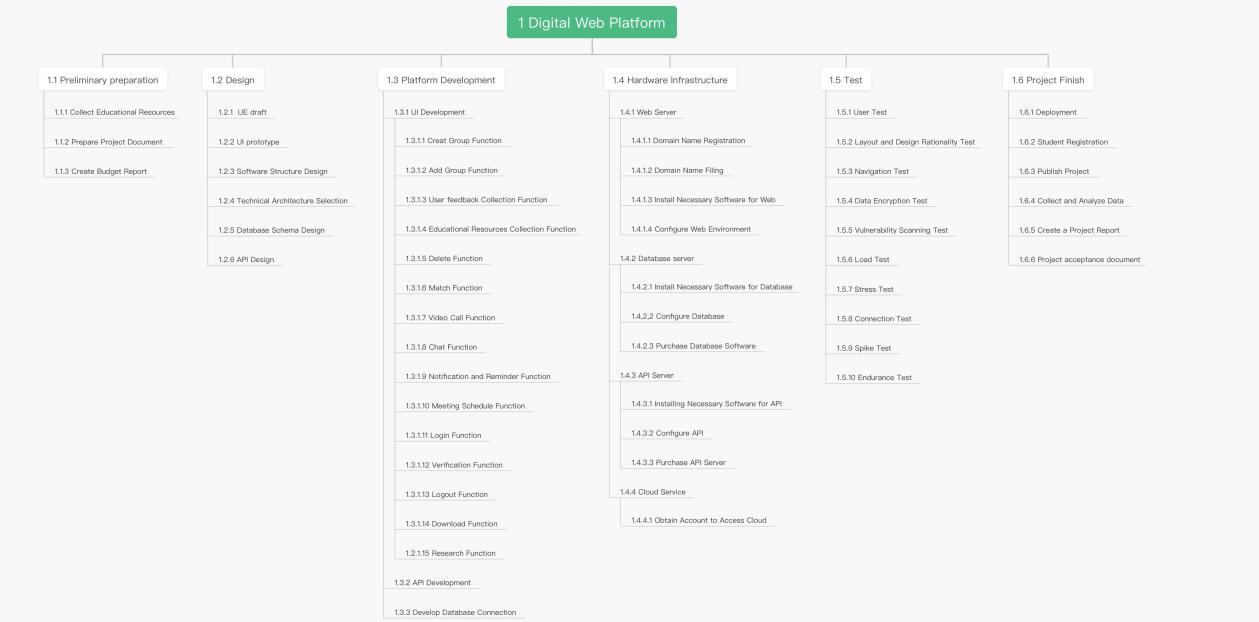 1 Digital Web Platform
1.1 Preliminary preparation
1.1.1 Collect Educational Resources
1.1.2 Prepare Project Document
1.1.3 Create Budget Report
1.2 Design
1.2.1 UE draft
1.2.2 UI prototype
1.2.3 Software Structure Design
1.2.4 Technical Architecture Selection
1.2.5 Database Schema Design
1.2.6 API Design
1.3 Platform Development
1.3.1 UI Development
1.3.1.1 Creat Group Function
1.3.1.2 Add Group Function
1.3.1.3 User feedback Collection Function
1.3.1.4 Educational Resources Collection Function
1.3.1.5 Delete Function
1.3.1.6 Match Function
1.3.1.7 Video Call Function
1.3.1.8 Chat Function
1.3.1.9 Notification and Reminder Function
1.3.1.10 Meeting Schedule Function
1.3.1.11 Login Function
1.3.1.12 Verification Function
1.3.1.13 Logout Function
1.3.1.14 Download Function
1.2.1.15 Research Function
1.3.2 API Development
1.3.3 Develop Database Connection
1.4 Hardware Infrastructure
1.4.1 Web Server
1.4.1.1 Domain Name Registration
1.4.1.2 Domain Name Filing
1.4.1.3 Install Necessary Software for Web
1.4.1.4 Configure Web Environment
1.4.2 Database server
1.4.2.1 Install Necessary Software for Database
1.4,2,2 Configure Database
1.4.2.3 Purchase Database Software
1.4.3 API Server
1.4.3.1 Installing Necessary Software for API
1.4.3.2 Configure API
1.4.3.3 Purchase API Server
1.4.4 Cloud Service
1.4.4.1 Obtain Account to Access Cloud
1.5 Test
1.5.1 User Test
1.5.2 Layout and Design Rationality Test
1.5.3 Navigation Test
1.5.4 Data Encryption Test
1.5.5 Vulnerability Scanning Test
1.5.6 Load Test
1.5.7 Stress Test
1.5.8 Connection Test
1.5.9 Spike Test
1.5.10 Endurance Test
1.6 Project Finish
1.6.1 Deployment
1.6.2 Student Registration
1.6.3 Publish Project
1.6.4 Collect and Analyze Data
1.6.5 Create a Project Report
1.6.6 Project acceptance document